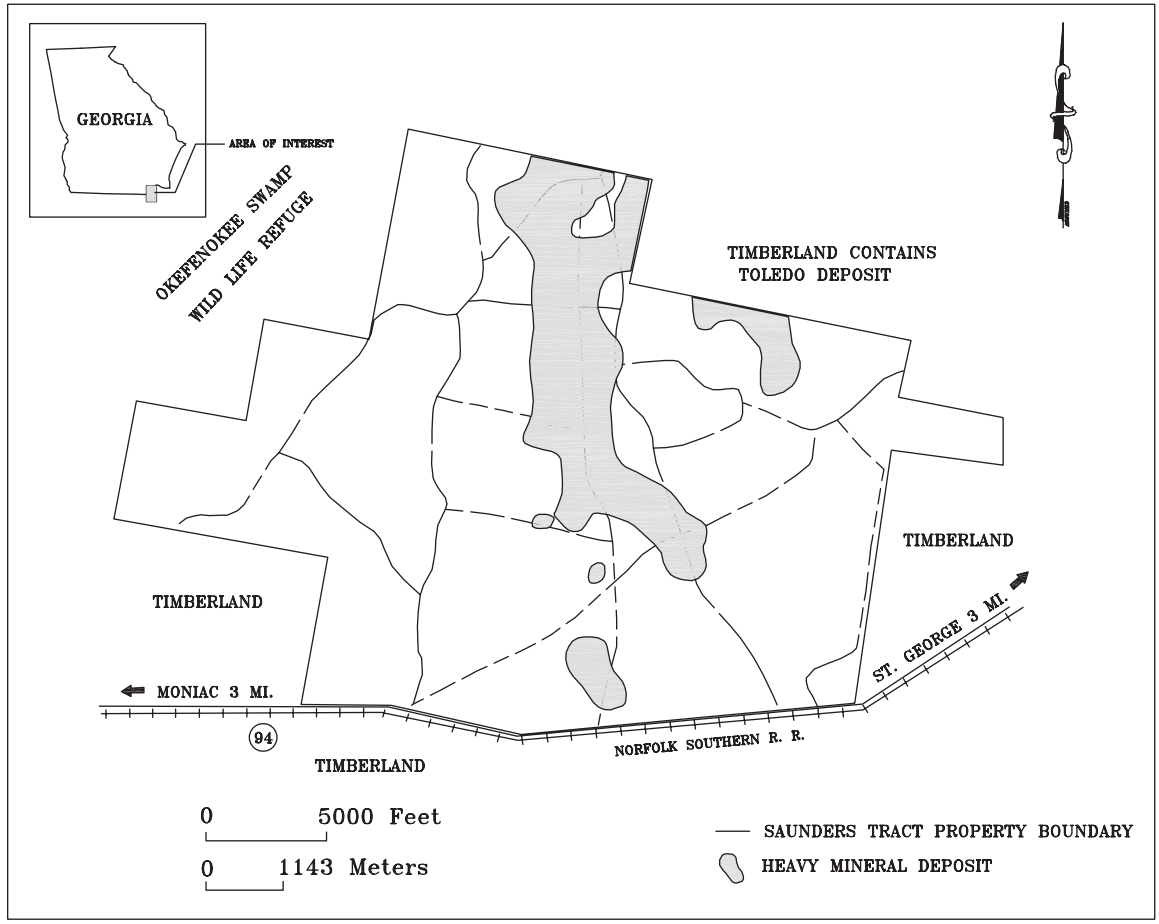 GEORGIA
AREA OF INTEREST
OKEFENOKEE SWAMP
WILD LIFE REFUGE
TIMBERLAND CONTAINS
TOLEDO DEPOSIT
TIMBERLAND
TIMBERLAND
ST. GEORGE 3 MI.
MONIAC 3 MI.
94
NORFOLK SOUTHERN R. R.
TIMBERLAND
0 5000 Feet
0 1143 Meters
SAUNDERS TRACT PROPERTY BOUNDARY
HEAVY MINERAL DEPOSIT